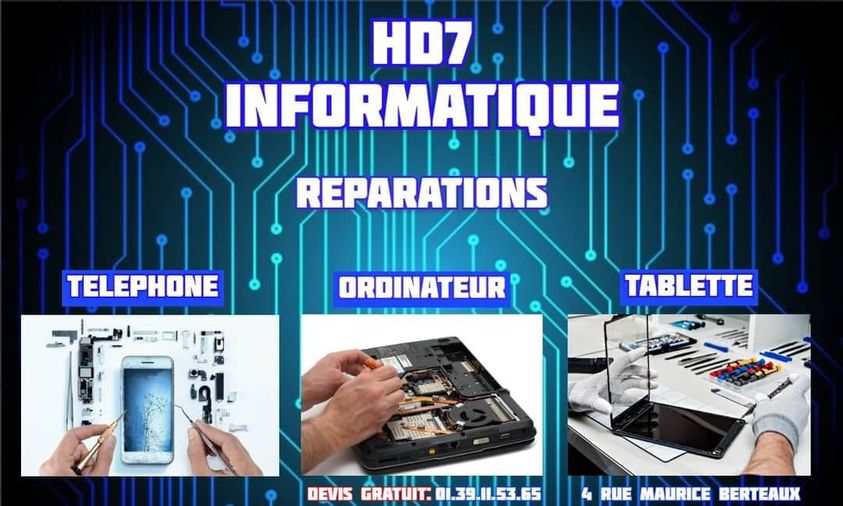 HD7
INFORMATIQUE
REPARATIONS
TELEPHONE ORDINATEUR TABLETTE
DEVIS GRATUIT: 01.39.11.53.65 4 RUE MAURICE BERTEAUX